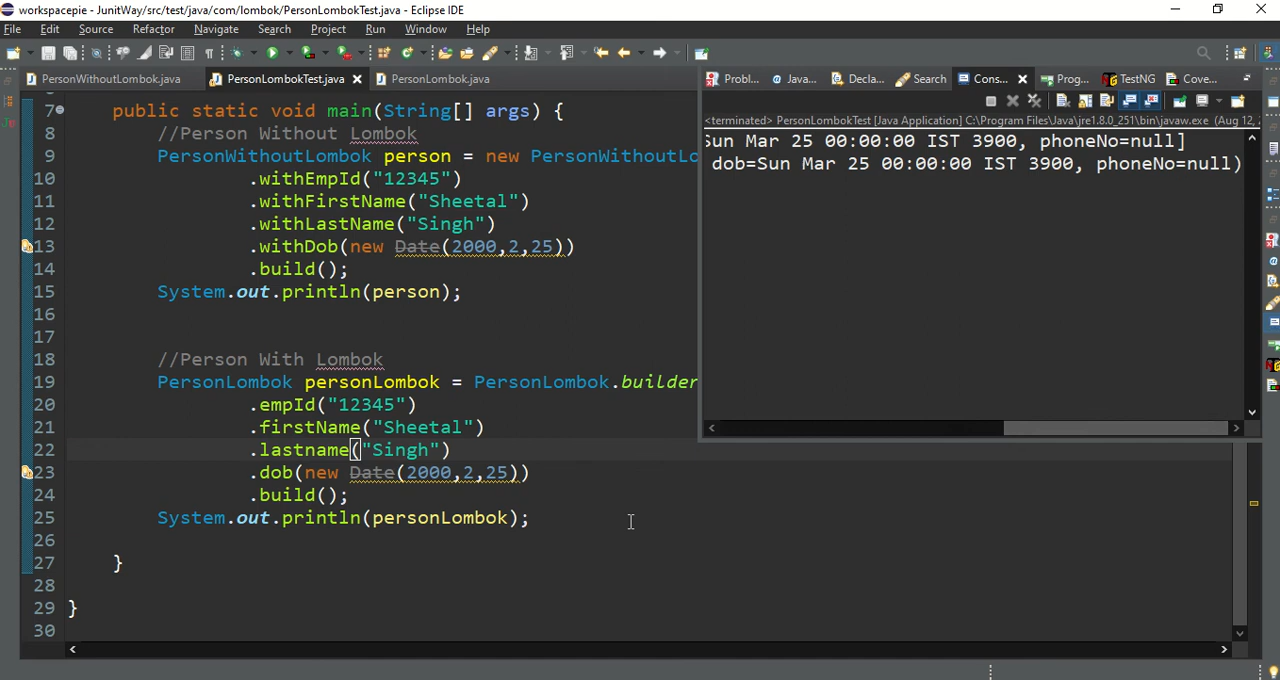 workspacepie - JunitWay/src/test/java/com/lombok/PersonLombokTest.java - Eclipse IDE
File Edit Source Refactor Navigate Search Project Run Window Help
PersonWithoutLombok.java PersonLombokTest.java PersonLombok.java
Probl... Java... Decla... Search Cons... Prog... TestNG Cove...
<terminated> PersonLombokTest [Java Application] C:\Program Files\Java\jre1.8.0_251\bin\javaw.exe (Aug 12,
Sun Mar 25 00:00:00 IST 3900, phoneNo=null]
dob=Sun Mar 25 00:00:00 IST 3900, phoneNo=null)
7 public static void main(String[] args) {
8 //Person Without Lombok
9 PersonWithoutLombok person = new PersonWithoutLo
10 .withEmpId("12345")
11 .withFirstName("Sheetal")
12 .withLastName("Singh")
13 .withDob(new Date(2000,2,25))
14 .build();
15 System.out.println(person);
16
17
18 //Person With Lombok
19 PersonLombok personLombok = PersonLombok.builder
20 .empId("12345")
21 .firstName("Sheetal")
22 .lastname("Singh")
23 .dob(new Date(2000,2,25))
24 .build();
25 System.out.println(personLombok);
26
27 }
28
29 }
30